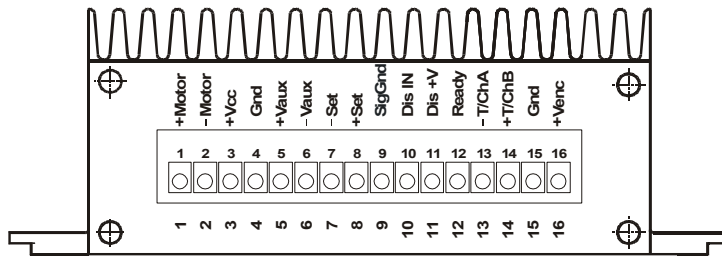 +Motor
−Motor
+Vcc
Gnd
+Vaux
−Vaux
−Set
+Set
SigGnd
Dis IN
Dis +V
Ready
−T/ChA
+T/ChB
Gnd
+Venc
1 2 3 4 5 6 7 8 9 10 11 12 13 14 15 16
1 2 3 4 5 6 7 8 9 10 11 12 13 14 15 16